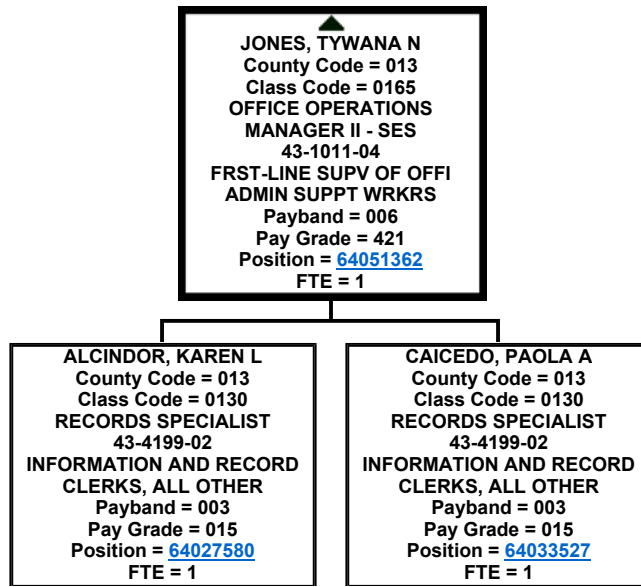 JONES, TYWANA N
County Code = 013
Class Code = 0165
OFFICE OPERATIONS
MANAGER II - SES
43-1011-04
FRST-LINE SUPV OF OFFI
ADMIN SUPPT WRKRS
Payband = 006
Pay Grade = 421
Position = 64051362
FTE = 1
ALCINDOR, KAREN L
County Code = 013
Class Code = 0130
RECORDS SPECIALIST
43-4199-02
INFORMATION AND RECORD
CLERKS, ALL OTHER
Payband = 003
Pay Grade = 015
Position = 64027580
FTE = 1
CAICEDO, PAOLA A
County Code = 013
Class Code = 0130
RECORDS SPECIALIST
43-4199-02
INFORMATION AND RECORD
CLERKS, ALL OTHER
Payband = 003
Pay Grade = 015
Position = 64033527
FTE = 1